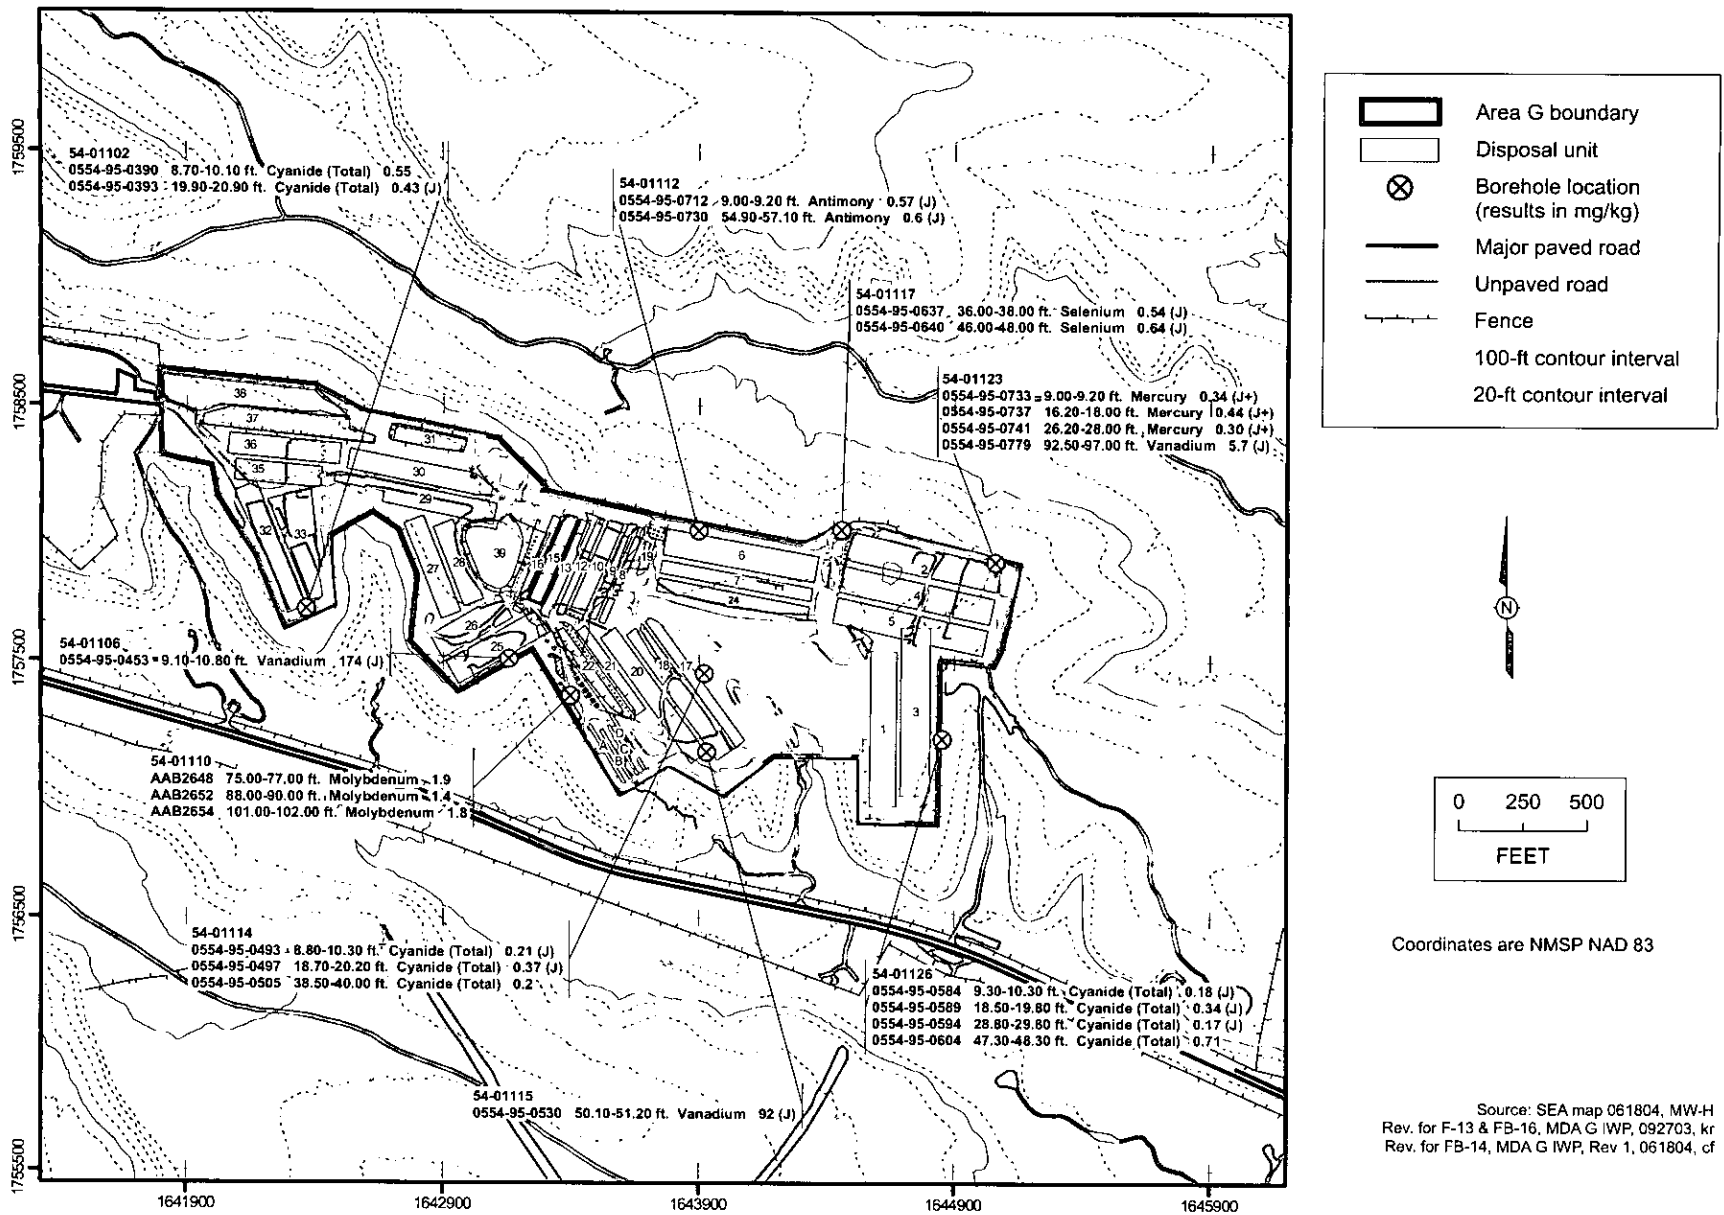 54-01102
0554-95-0390 8.70-10.10 ft. Cyanide (Total) 0.55
0554-95-0393 19.90-20.90 ft. Cyanide (Total) 0.43 (J)
54-01112
0554-95-0712 9.00-9.20 ft. Antimony 0.57 (J)
0554-95-0730 54.90-57.10 ft. Antimony 0.6 (J)
54-01117
0554-95-0637 36.00-38.00 ft. Selenium 0.54 (J)
0554-95-0640 46.00-48.00 ft. Selenium 0.64 (J)
54-01123
0554-95-0733 9.00-9.20 ft. Mercury 0.34 (J+)
0554-95-0737 16.20-18.00 ft. Mercury 0.44 (J+)
0554-95-0741 26.20-28.00 ft. Mercury 0.30 (J+)
0554-95-0779 92.50-97.00 ft. Vanadium 5.7 (J)
38
37
36
35
31
30
29
32
33
27
28
39
16
15
13
12
10
9
8
7
19
6
7
24
2
4
5
26
25
22
21
20
18
17
1
3
A
B
C
D
54-01106
0554-95-0453 9.10-10.80 ft. Vanadium 174 (J)
54-01110
AAB2648 75.00-77.00 ft. Molybdenum 1.9
AAB2652 88.00-90.00 ft. Molybdenum 1.4
AAB2654 101.00-102.00 ft. Molybdenum 1.8
54-01114
0554-95-0493 8.80-10.30 ft. Cyanide (Total) 0.21 (J)
0554-95-0497 18.70-20.20 ft. Cyanide (Total) 0.37 (J)
0554-95-0505 38.50-40.00 ft. Cyanide (Total) 0.2
54-01126
0554-95-0584 9.30-10.30 ft. Cyanide (Total) 0.18 (J)
0554-95-0589 18.50-19.80 ft. Cyanide (Total) 0.34 (J)
0554-95-0594 28.80-29.80 ft. Cyanide (Total) 0.17 (J)
0554-95-0604 47.30-48.30 ft. Cyanide (Total) 0.71
54-01115
0554-95-0530 50.10-51.20 ft. Vanadium 92 (J)
1759500
1758500
1757500
1756500
1755500
1641900
1642900
1643900
1644900
1645900
Area G boundary
Disposal unit
Borehole location
(results in mg/kg)
Major paved road
Unpaved road
Fence
100-ft contour interval
20-ft contour interval
N
0 250 500
FEET
Coordinates are NMSP NAD 83
Source: SEA map 061804, MW-H
Rev. for F-13 & FB-16, MDA G IWP, 092703, kr
Rev. for FB-14, MDA G IWP, Rev 1, 061804, cf